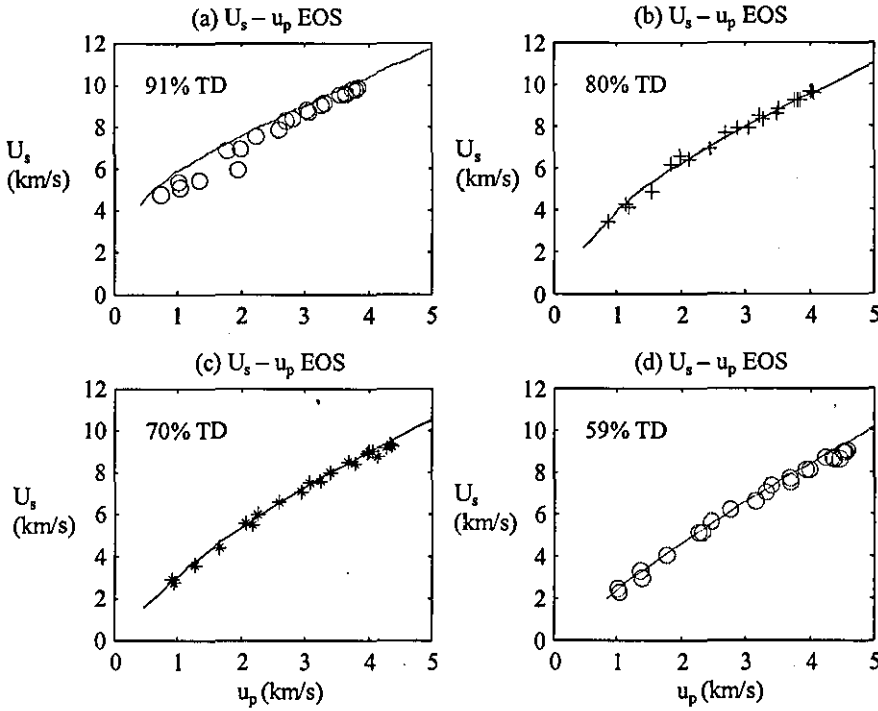 (a) Uₛ – uₚ EOS
12
10
8
6
4
2
0
91% TD
Uₛ
(km/s)
0 1 2 3 4 5
(b) Uₛ – uₚ EOS
12
10
8
6
4
2
0
80% TD
Uₛ
(km/s)
0 1 2 3 4 5
(c) Uₛ – uₚ EOS
12
10
8
6
4
2
0
70% TD
Uₛ
(km/s)
0 1 2 3 4 5
uₚ (km/s)
(d) Uₛ – uₚ EOS
12
10
8
6
4
2
0
59% TD
Uₛ
(km/s)
0 1 2 3 4 5
uₚ (km/s)